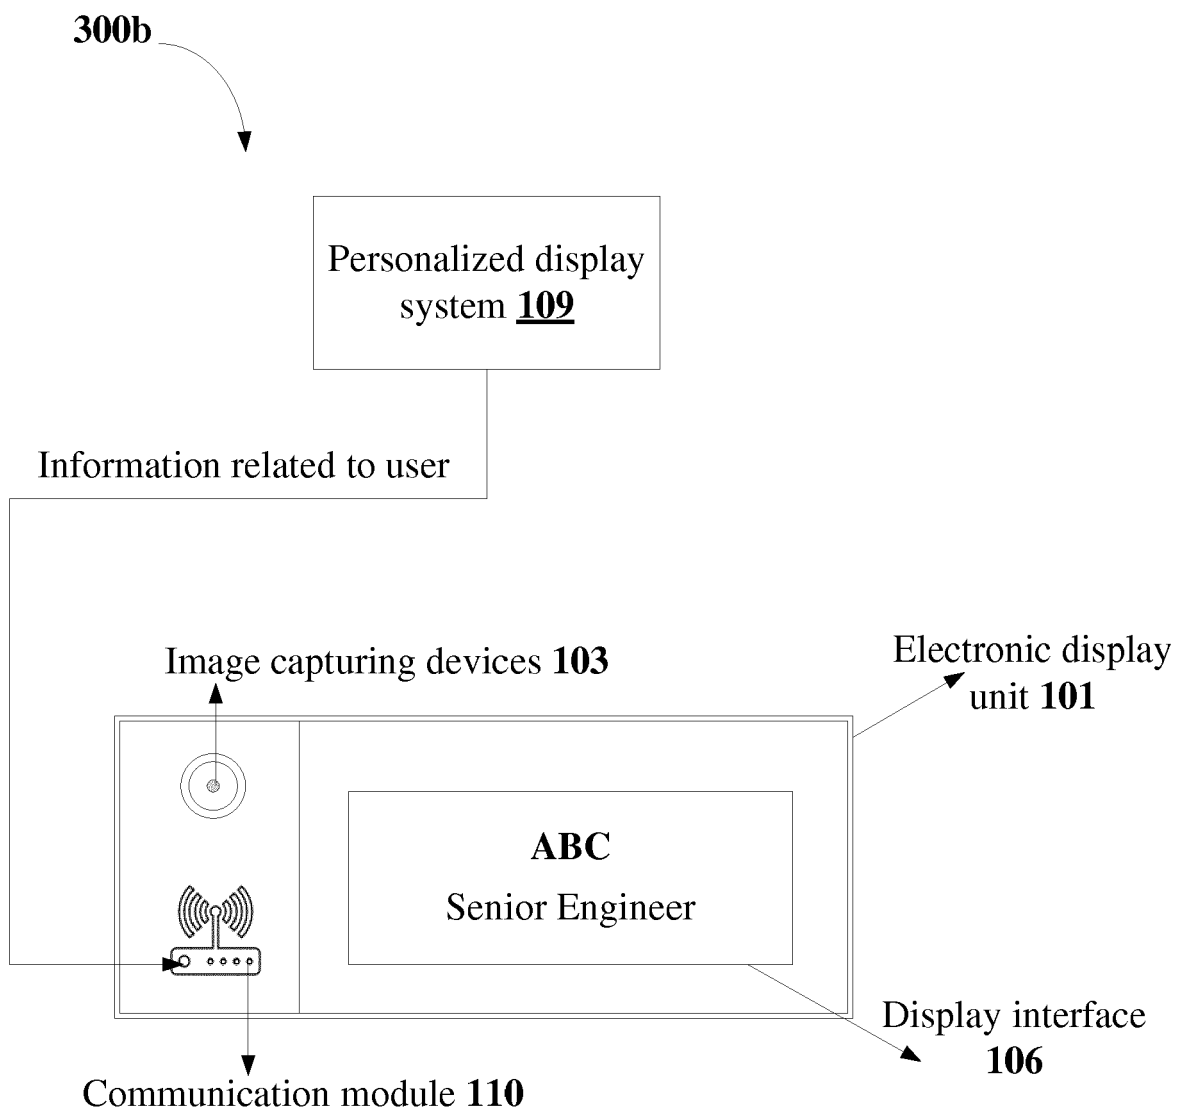 300b
Personalized display
system 109
Information related to user
Image capturing devices 103
Electronic display
unit 101
ABC
Senior Engineer
Display interface
106
Communication module 110